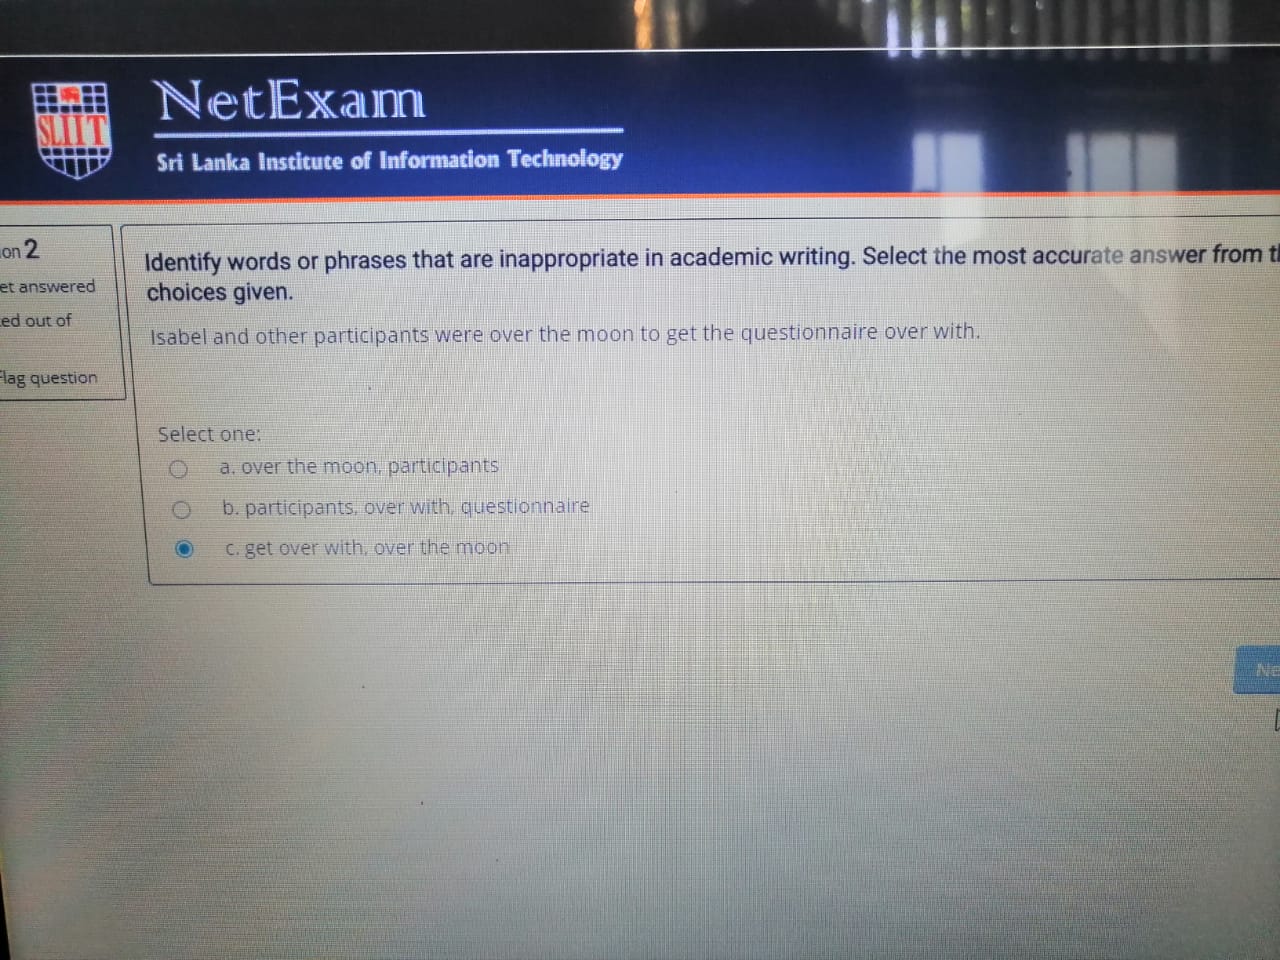 SLIIT
NetExam
Sri Lanka Institute of Information Technology
on 2
et answered
ed out of
Flag question
Identify words or phrases that are inappropriate in academic writing. Select the most accurate answer from
choices given.
Isabel and other participants were over the moon to get the questionnaire over with.
Select one:
a. over the moon, participants
b. participants, over with, questionnaire
c. get over with, over the moon